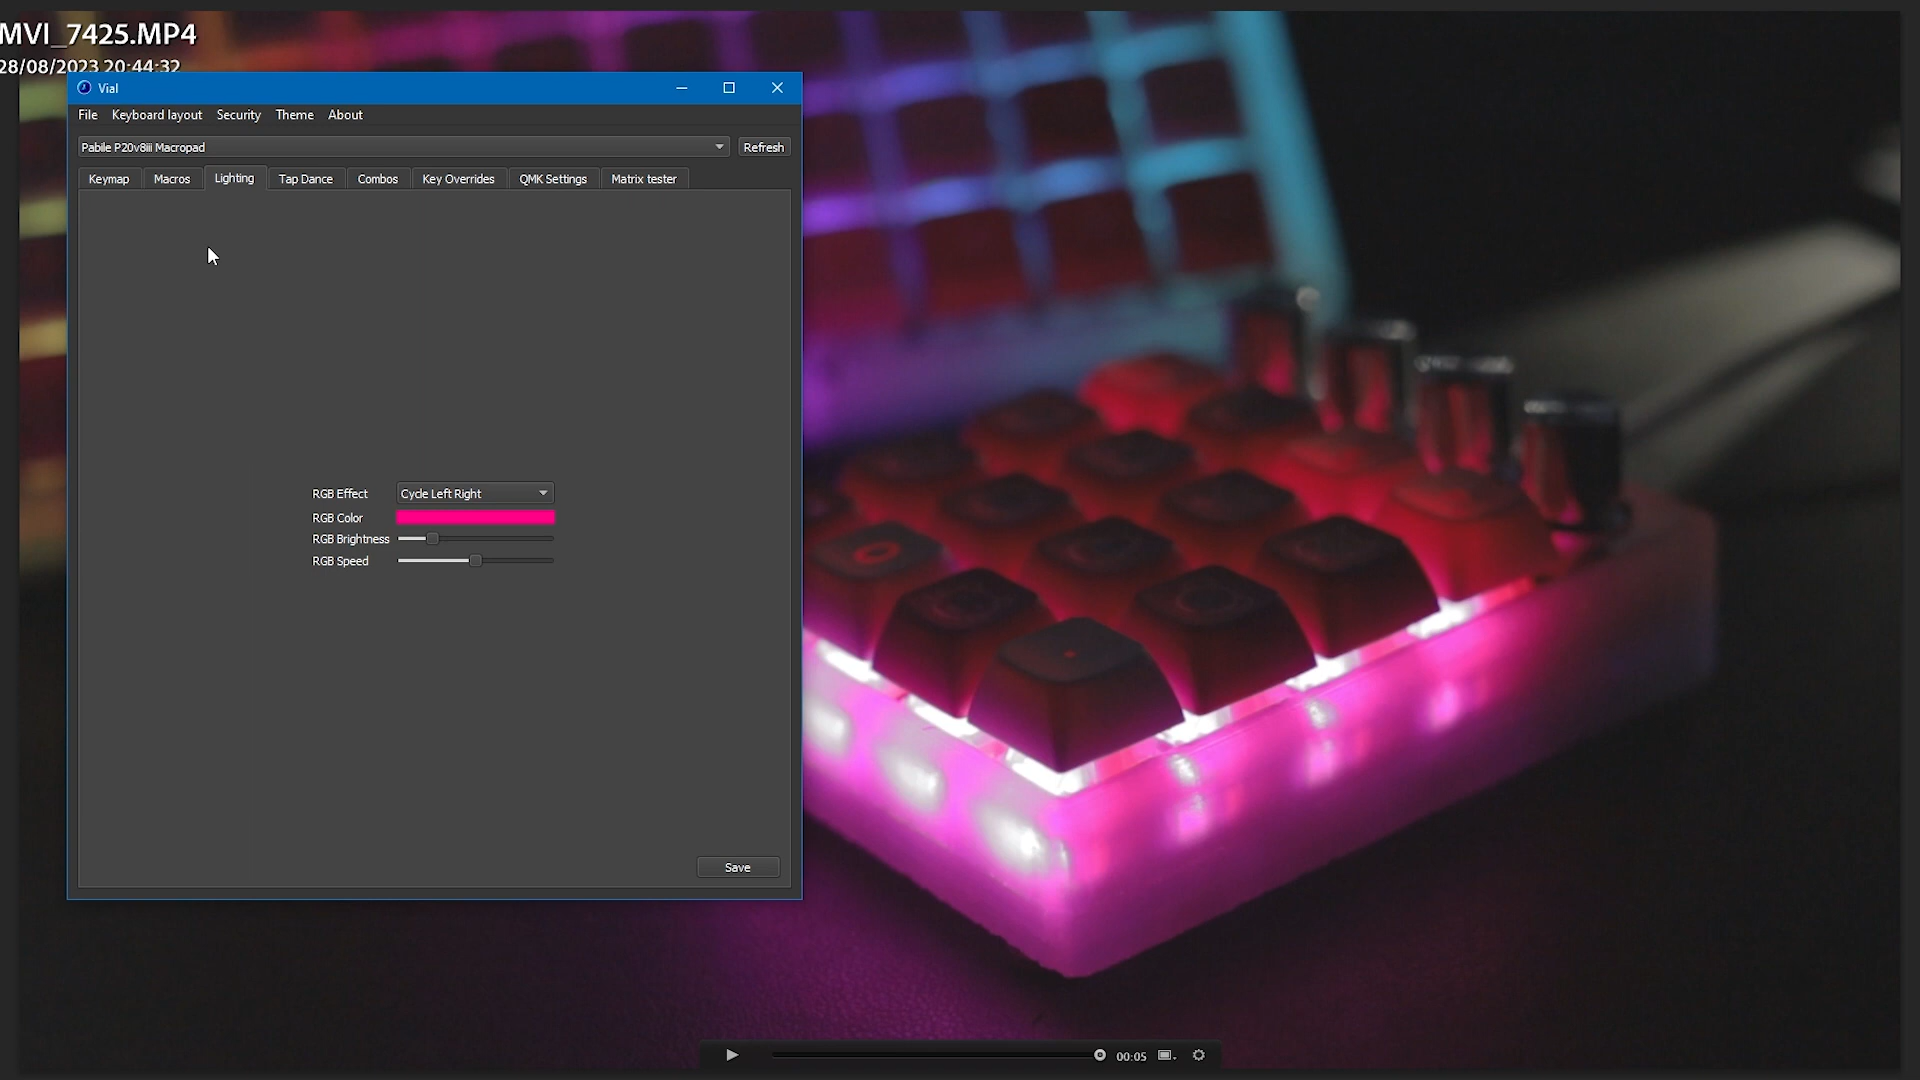 MVI_7425.MP4
28/08/2023 20:44:32
Vial
File Keyboard layout Security Theme About
Pabile P20v8iii Macropad Refresh
Keymap Macros Lighting Tap Dance Combos Key Overrides QMK Settings Matrix tester
RGB Effect Cycle Left Right
RGB Color
RGB Brightness
RGB Speed
Save
00:05